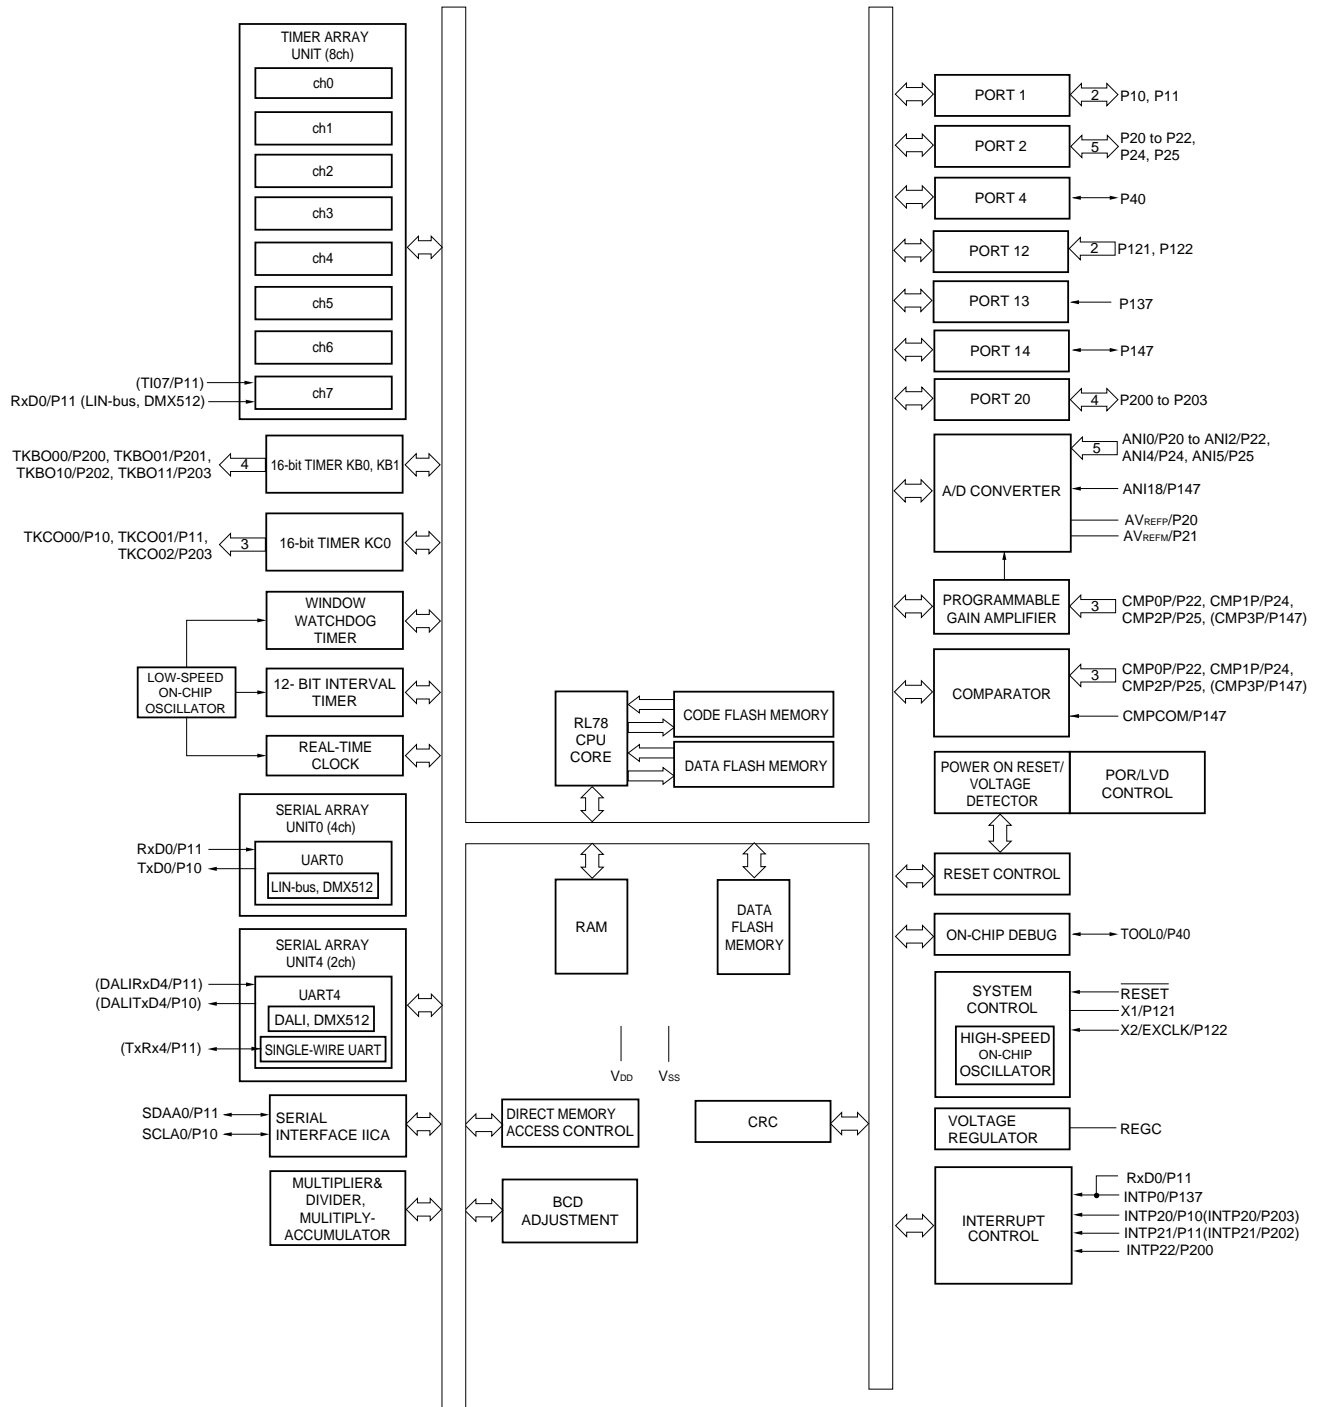 TIMER ARRAY
UNIT (8ch)
ch0
ch1
ch2
ch3
ch4
ch5
ch6
ch7
(TI07/P11)
RxD0/P11 (LIN-bus, DMX512)
TKBO00/P200, TKBO01/P201,
TKBO10/P202, TKBO11/P203
4
16-bit TIMER KB0, KB1
TKCO00/P10, TKCO01/P11,
TKCO02/P203
3
16-bit TIMER KC0
WINDOW
WATCHDOG
TIMER
LOW-SPEED
ON-CHIP
OSCILLATOR
12- BIT INTERVAL
TIMER
REAL-TIME
CLOCK
SERIAL ARRAY
UNIT0 (4ch)
RxD0/P11
TxD0/P10
UART0
LIN-bus, DMX512
SERIAL ARRAY
UNIT4 (2ch)
(DALIRxD4/P11)
(DALITxD4/P10)
UART4
DALI, DMX512
(TxRx4/P11)
SINGLE-WIRE UART
SDAA0/P11
SCLA0/P10
SERIAL
INTERFACE IICA
MULTIPLIER&
DIVIDER,
MULITIPLY-
ACCUMULATOR
RL78
CPU
CORE
CODE FLASH MEMORY
DATA FLASH MEMORY
RAM
DATA
FLASH
MEMORY
VDD
VSS
DIRECT MEMORY
ACCESS CONTROL
CRC
BCD
ADJUSTMENT
PORT 1
2
P10, P11
PORT 2
5
P20 to P22,
P24, P25
PORT 4
P40
PORT 12
2
P121, P122
PORT 13
P137
PORT 14
P147
PORT 20
4
P200 to P203
A/D CONVERTER
5
ANI0/P20 to ANI2/P22,
ANI4/P24, ANI5/P25
ANI18/P147
AVREFP/P20
AVREFM/P21
PROGRAMMABLE
GAIN AMPLIFIER
3
CMP0P/P22, CMP1P/P24,
CMP2P/P25, (CMP3P/P147)
COMPARATOR
3
CMP0P/P22, CMP1P/P24,
CMP2P/P25, (CMP3P/P147)
CMPCOM/P147
POWER ON RESET/
VOLTAGE
DETECTOR
POR/LVD
CONTROL
RESET CONTROL
ON-CHIP DEBUG
TOOL0/P40
SYSTEM
CONTROL
RESET
X1/P121
X2/EXCLK/P122
HIGH-SPEED
ON-CHIP
OSCILLATOR
VOLTAGE
REGULATOR
REGC
INTERRUPT
CONTROL
RxD0/P11
INTP0/P137
INTP20/P10(INTP20/P203)
INTP21/P11(INTP21/P202)
INTP22/P200